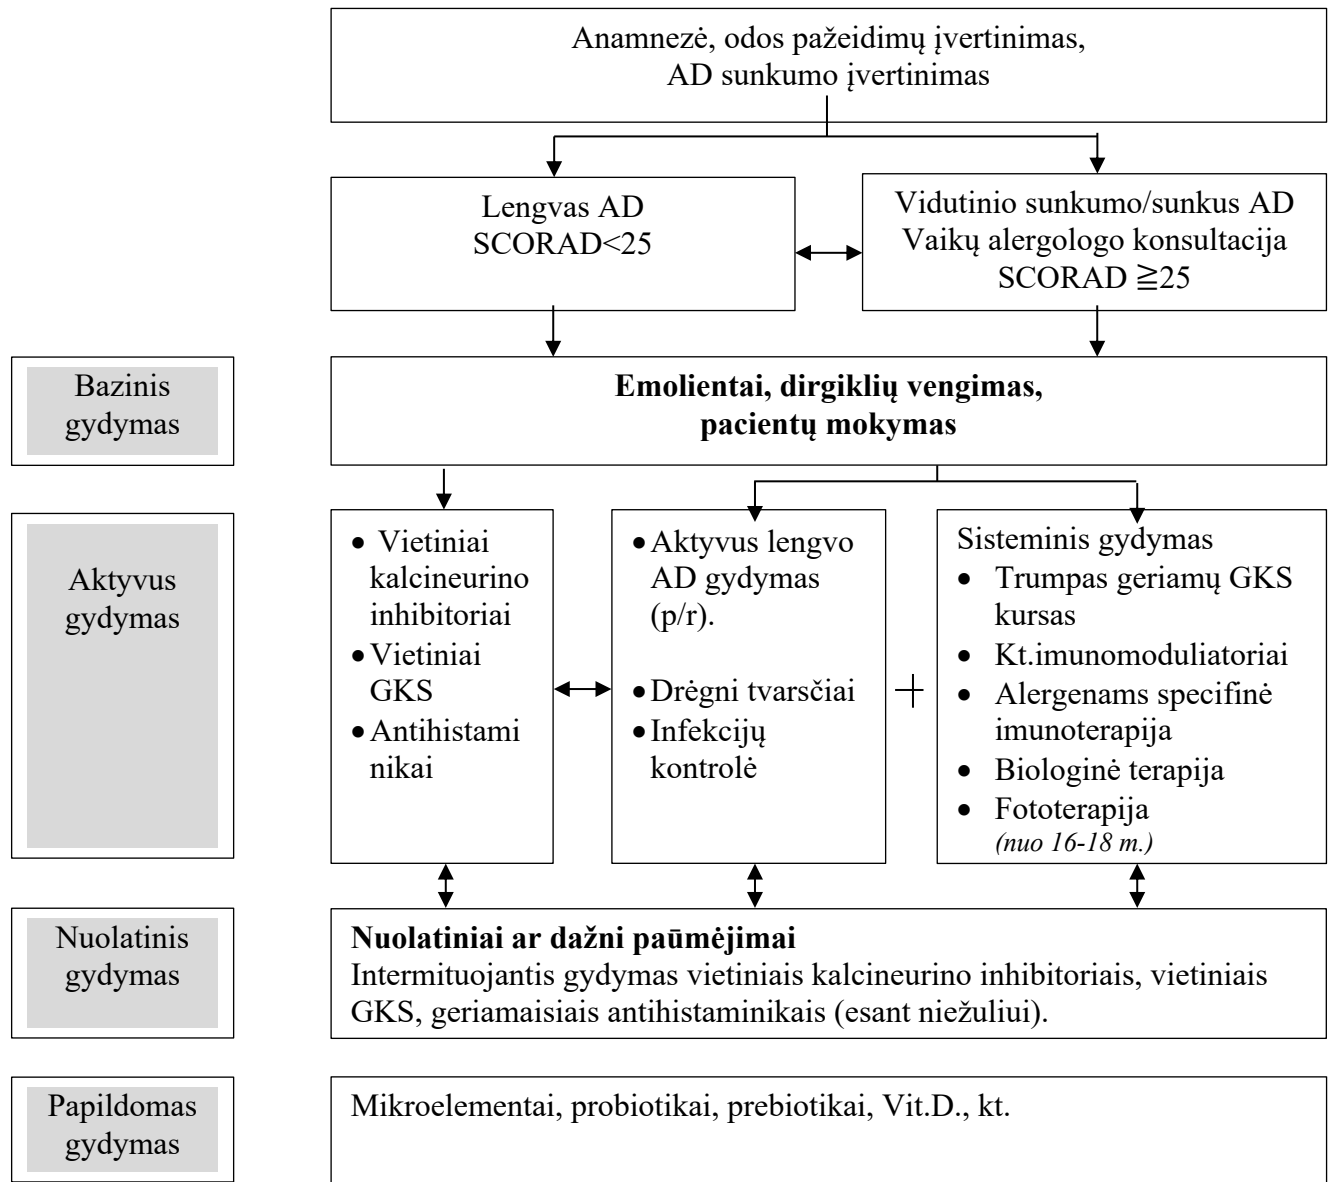 Anamnezė, odos pažeidimų įvertinimas,
AD sunkumo įvertinimas
Lengvas AD
SCORAD<25
Vidutinio sunkumo/sunkus AD
Vaikų alergologo konsultacija
SCORAD ≧25
Bazinis
gydymas
Emolientai, dirgiklių vengimas,
pacientų mokymas
Aktyvus
gydymas
• Vietiniai
kalcineurino
inhibitoriai
• Vietiniai
GKS
• Antihistami
nikai
• Aktyvus lengvo
AD gydymas
(p/r).
• Drėgni tvarsčiai
• Infekcijų
kontrolė
+
Sisteminis gydymas
• Trumpas geriamų GKS
kursas
• Kt.imunomoduliatoriai
• Alergenams specifinė
imunoterapija
• Biologinė terapija
• Fototerapija
(nuo 16-18 m.)
Nuolatinis
gydymas
Nuolatiniai ar dažni paūmėjimai
Intermituojantis gydymas vietiniais kalcineurino inhibitoriais, vietiniais
GKS, geriamaisiais antihistaminikais (esant niežuliui).
Papildomas
gydymas
Mikroelementai, probiotikai, prebiotikai, Vit.D., kt.